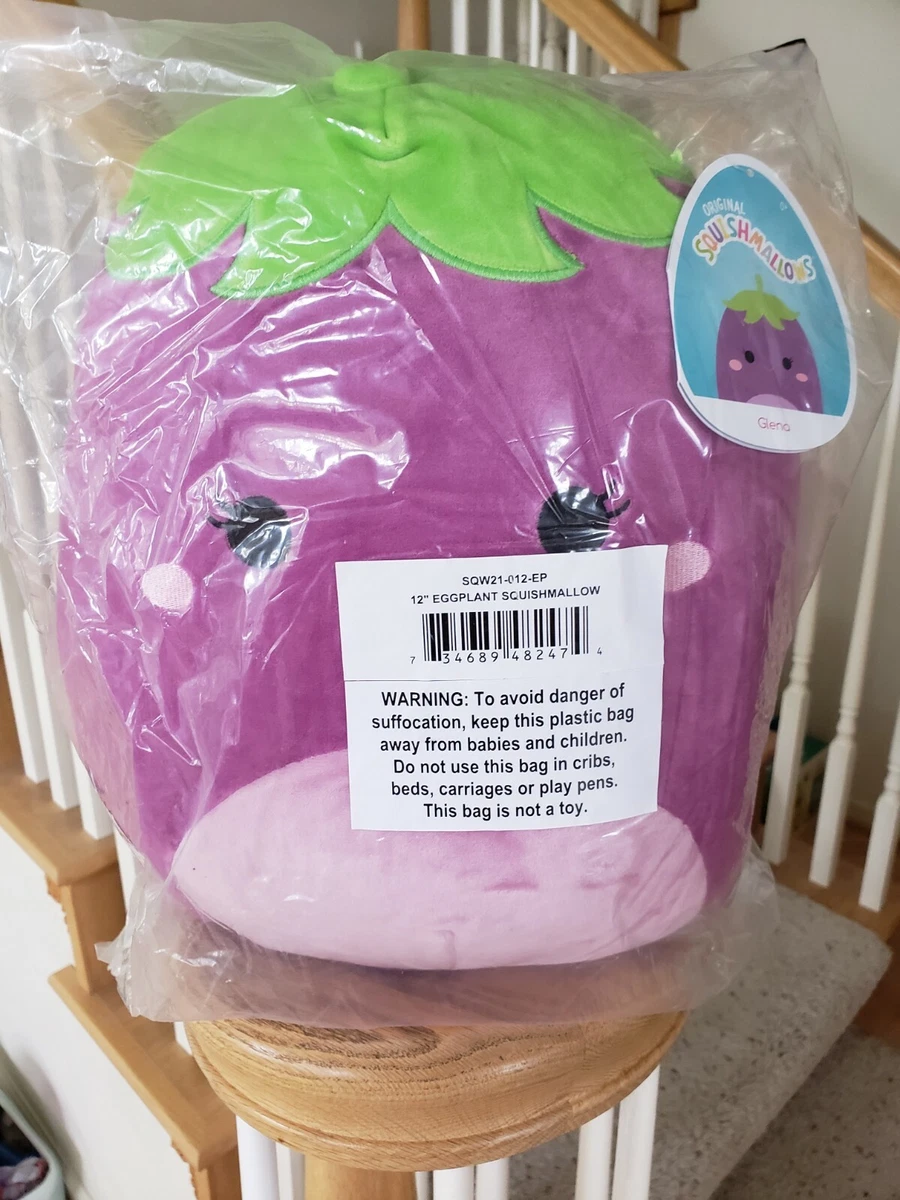 ORIGINAL
SQUISHMALLOWS
Glena
SQW21-012-EP
12" EGGPLANT SQUISHMALLOW
7 34689 48247 4
WARNING: To avoid danger of
suffocation, keep this plastic bag
away from babies and children.
Do not use this bag in cribs,
beds, carriages or play pens.
This bag is not a toy.